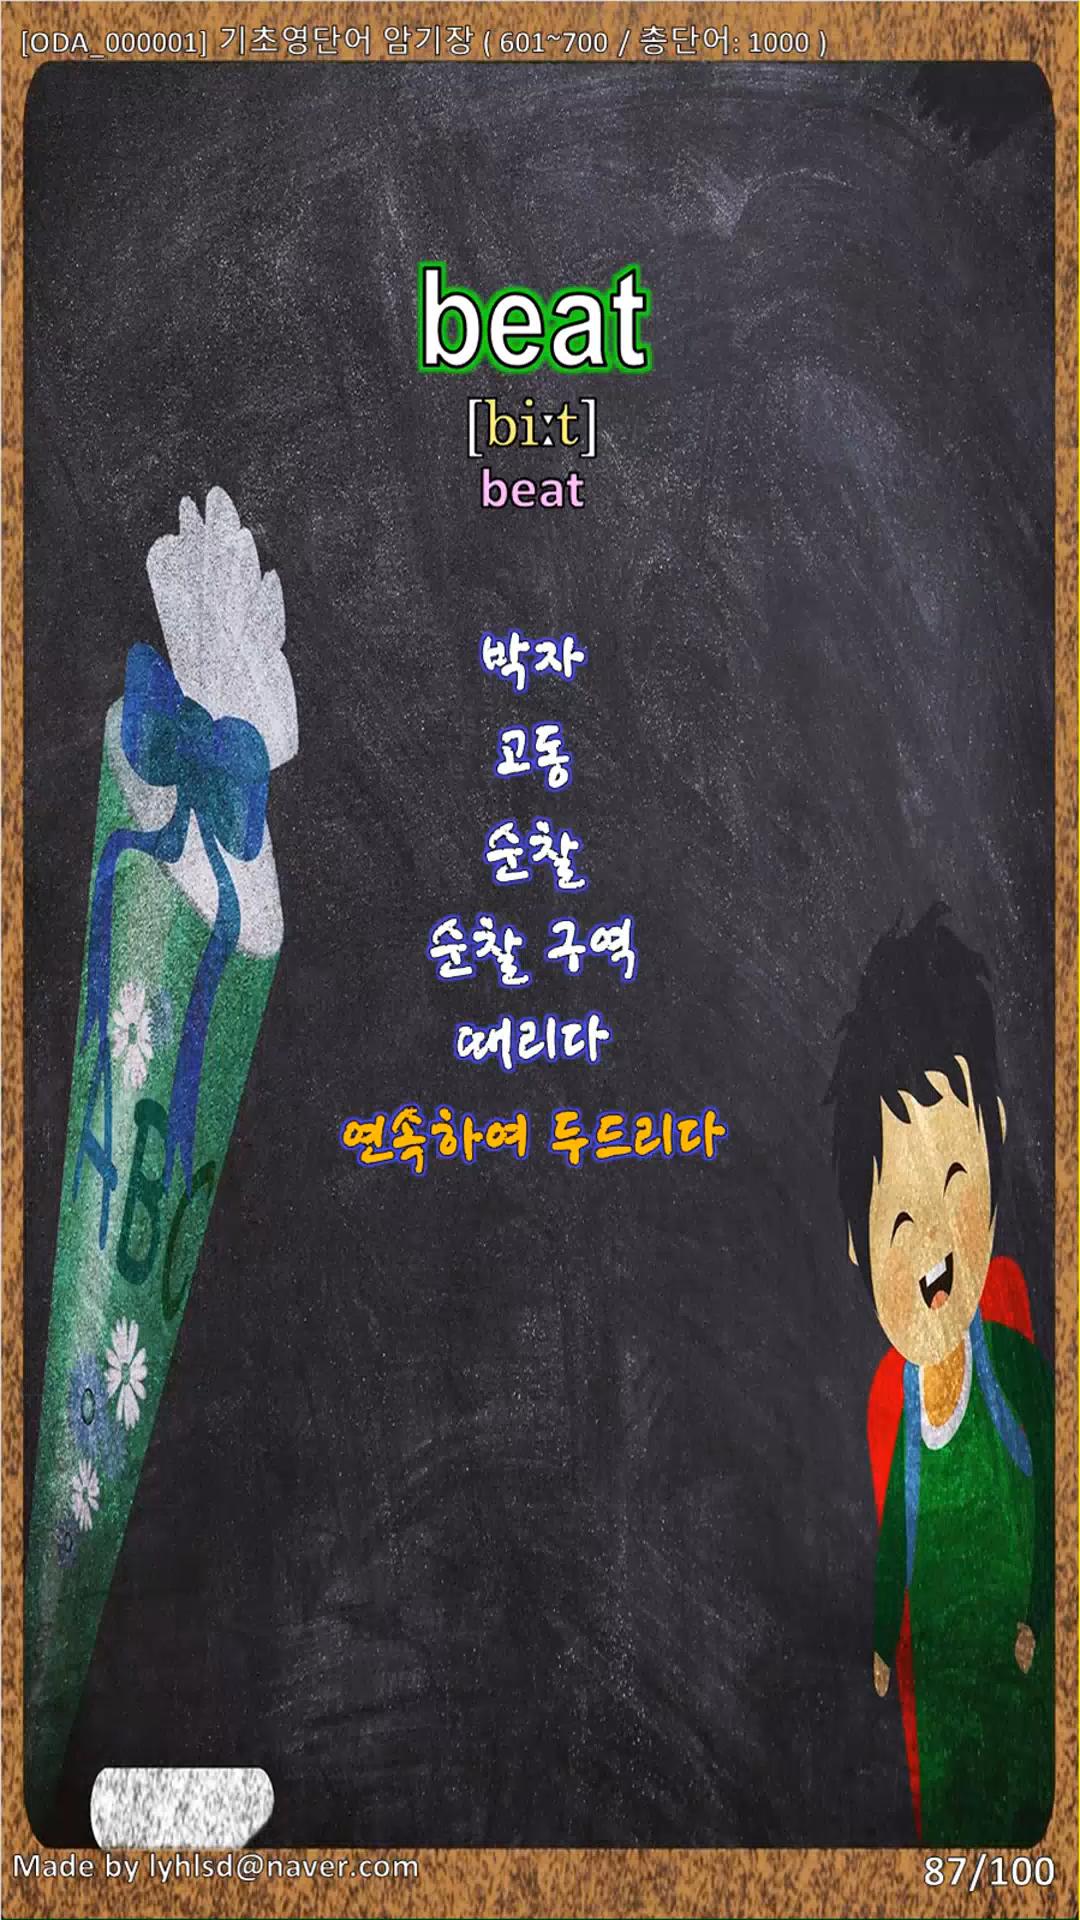 [ODA_000001] 기초영단어 암기장 ( 601~700 / 총단어: 1000 )
beat
[biːt]
beat
박자
고동
순찰
순찰 구역
때리다
연속하여 두드리다
ABC
Made by lyhlsd@naver.com
87/100